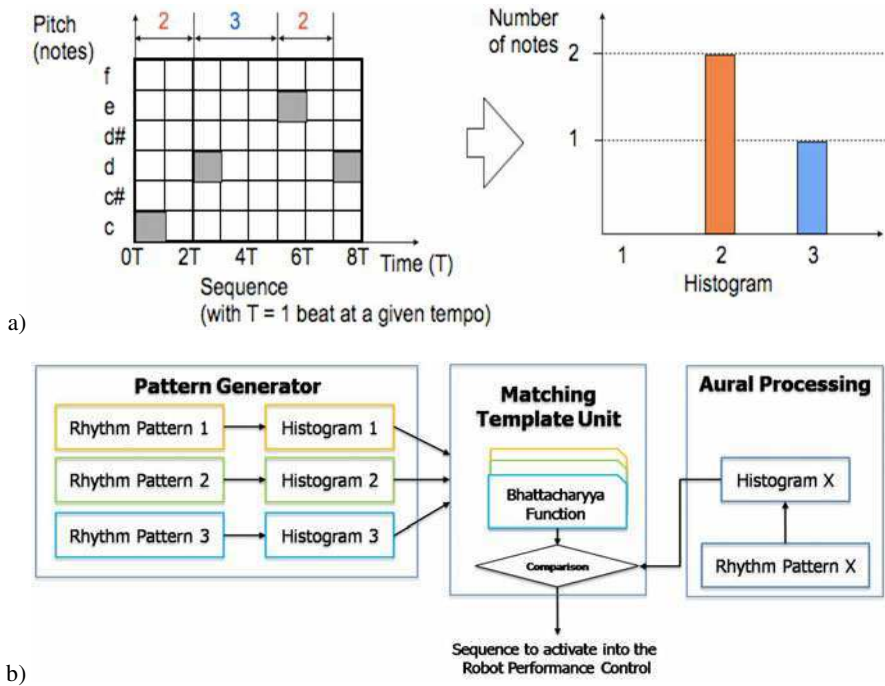 Pitch
(notes)
2 3 2
f
e
d#
d
c#
c
0T 2T 4T 6T 8T Time (T)
Sequence
(with T = 1 beat at a given tempo)
Number
of notes
2
1
1 2 3
Histogram
a)
Pattern Generator
Rhythm Pattern 1 Histogram 1
Rhythm Pattern 2 Histogram 2
Rhythm Pattern 3 Histogram 3
Matching
Template Unit
Bhattacharyya
Function
Comparison
Aural Processing
Histogram X
Rhythm Pattern X
Sequence to activate into the
Robot Performance Control
b)